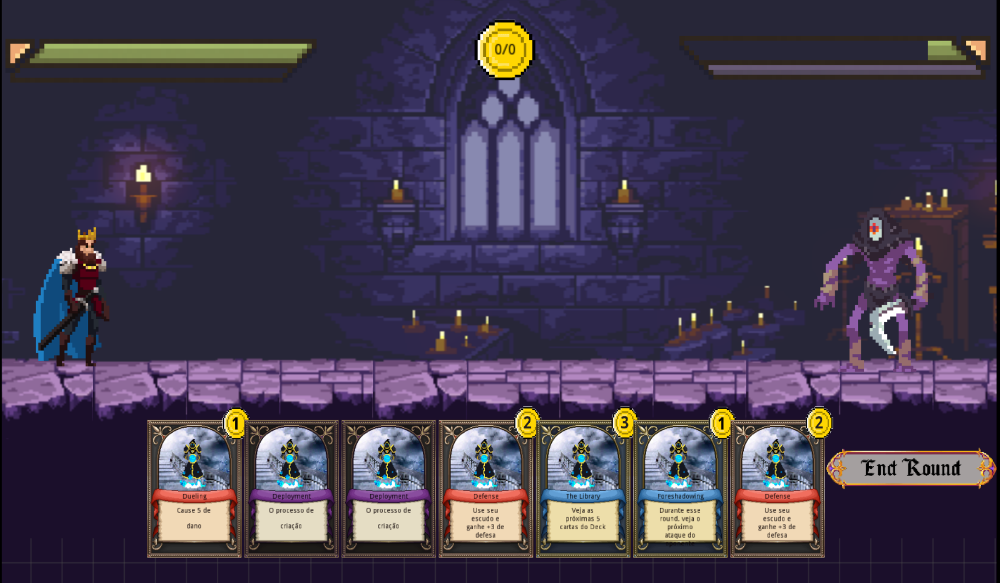 0/0
1
2
3
1
2
Dueling
Cause 5 de
dano
Deployment
O processo de
criação
Deployment
O processo de
criação
Defense
Use seu
escudo e
ganhe +3 de
defesa
The Library
Veja as
próximas 5
cartas do Deck
Foreshadowing
Durante esse
round, veja o
próximo
ataque do
oponente
Defense
Use seu
escudo e
ganhe +3 de
defesa
End Round